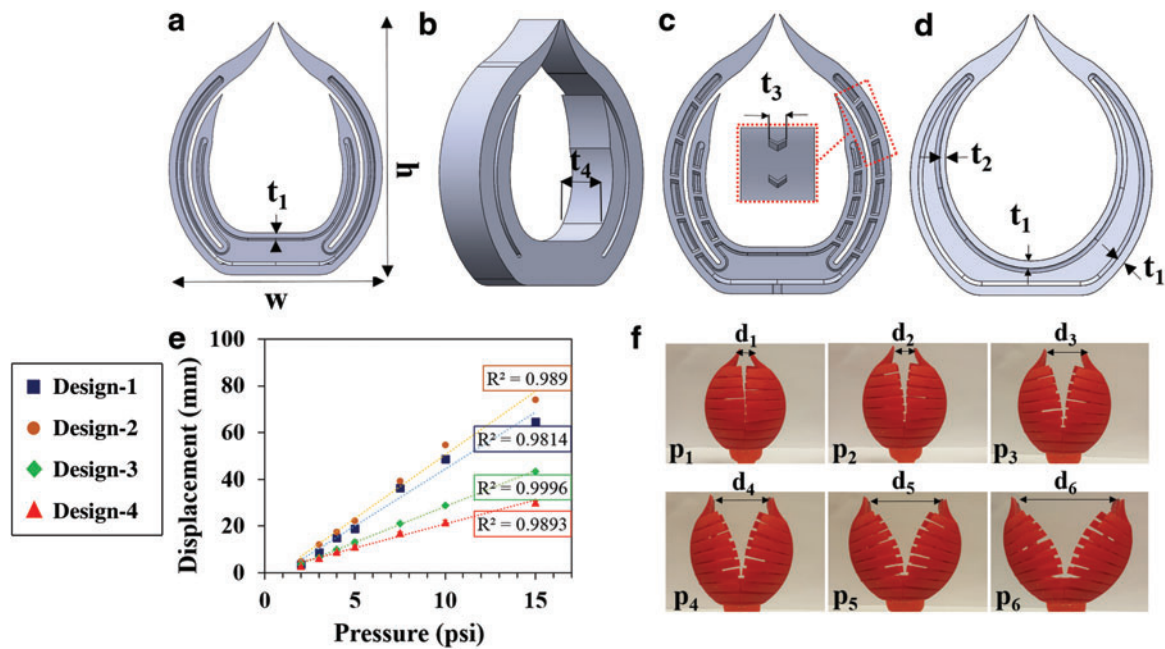 a
b
c
d
t₁
w
h
t₄
t₃
t₂
t₁
t₁
e
Design-1
Design-2
Design-3
Design-4
Displacement (mm)
100
80
60
40
20
0
R² = 0.989
R² = 0.9814
R² = 0.9996
R² = 0.9893
0
5
10
15
Pressure (psi)
f
d₁
d₂
d₃
p₁
p₂
p₃
d₄
d₅
d₆
p₄
p₅
p₆